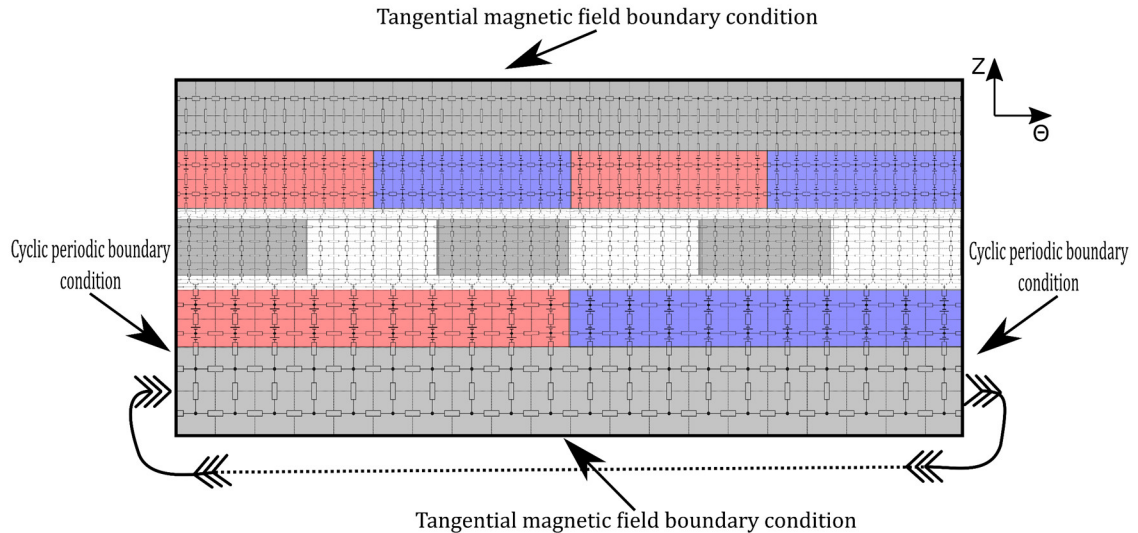 Tangential magnetic field boundary condition
Z
Θ
Cyclic periodic boundary
condition
Cyclic periodic boundary
condition
Tangential magnetic field boundary condition